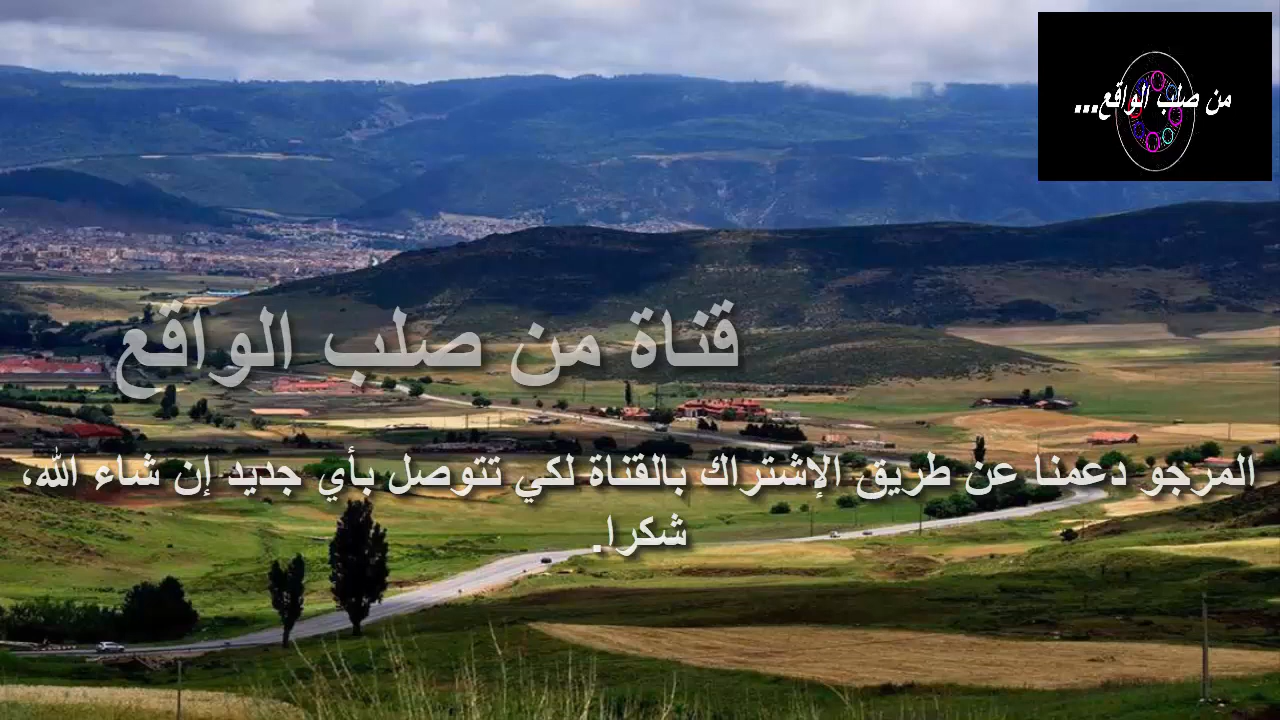 من صلب الواقع...
قناة من صلب الواقع
المرجو دعمنا عن طريق الإشتراك بالقناة لكي تتوصل بأي جديد إن شاء الله،
شكرا.